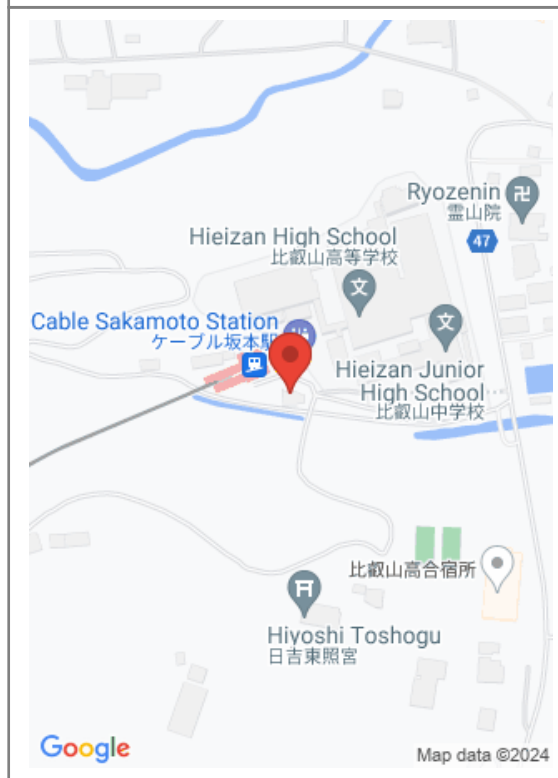 Ryozenin
霊山院
47
Hieizan High School
比叡山高等学校
Cable Sakamoto Station
ケーブル坂本駅
Hieizan Junior
High School
比叡山中学校
比叡山高合宿所
Hiyoshi Toshogu
日吉東照宮
Google
Map data ©2024